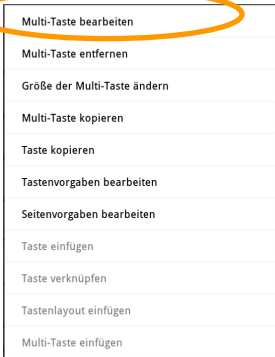 Multi-Taste bearbeiten
Multi-Taste entfernen
Größe der Multi-Taste ändern
Multi-Taste kopieren
Taste kopieren
Tastenvorgaben bearbeiten
Seitenvorgaben bearbeiten
Taste einfügen
Taste verknüpfen
Tastenlayout einfügen
Multi-Taste einfügen